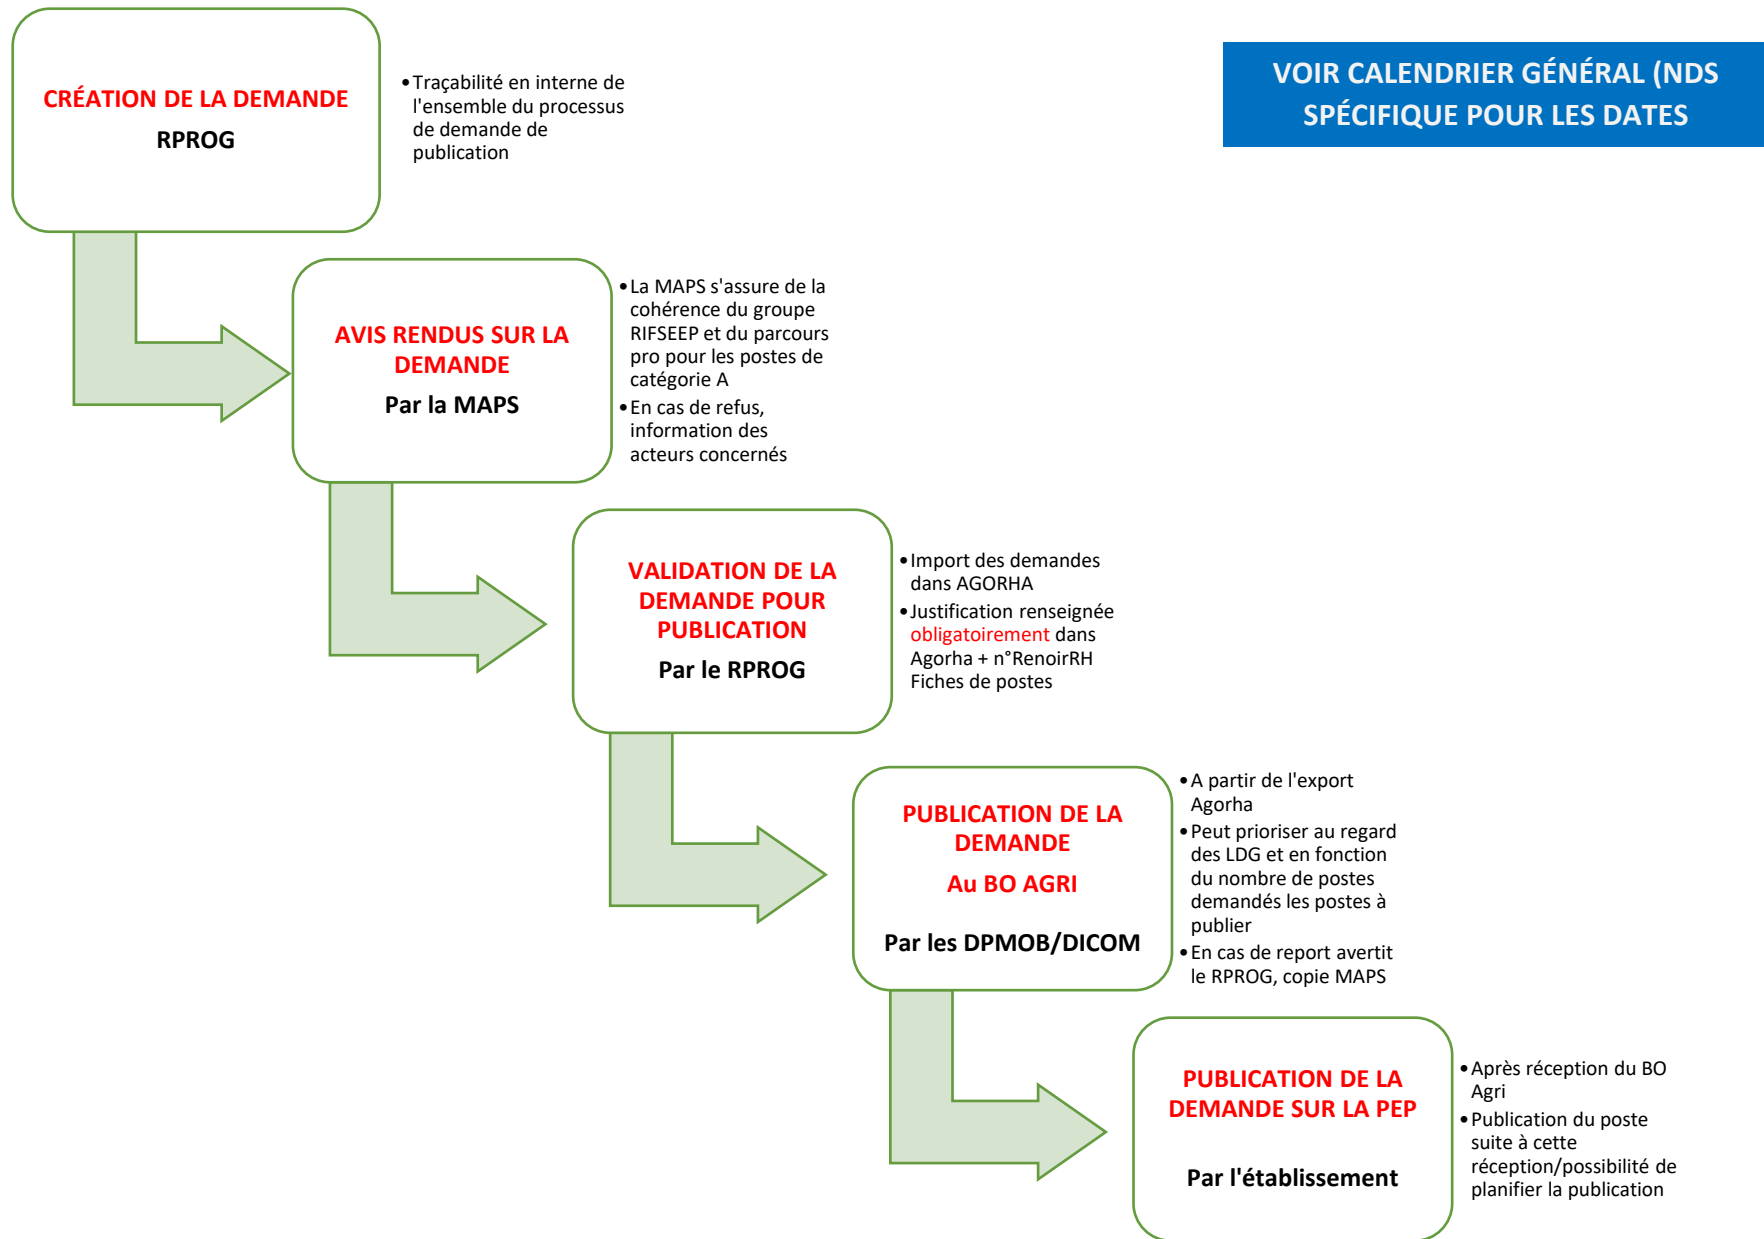 VOIR CALENDRIER GÉNÉRAL (NDS
SPÉCIFIQUE POUR LES DATES
CRÉATION DE LA DEMANDE
RPROG
•Traçabilité en interne de
l'ensemble du processus
de demande de
publication
AVIS RENDUS SUR LA
DEMANDE
Par la MAPS
•La MAPS s'assure de la
cohérence du groupe
RIFSEEP et du parcours
pro pour les postes de
catégorie A
•En cas de refus,
information des
acteurs concernés
VALIDATION DE LA
DEMANDE POUR
PUBLICATION
Par le RPROG
•Import des demandes
dans AGORHA
•Justification renseignée
obligatoirement dans
Agorha + n°RenoirRH
Fiches de postes
PUBLICATION DE LA
DEMANDE
Au BO AGRI
Par les DPMOB/DICOM
•A partir de l'export
Agorha
•Peut prioriser au regard
des LDG et en fonction
du nombre de postes
demandés les postes à
publier
•En cas de report avertit
le RPROG, copie MAPS
PUBLICATION DE LA
DEMANDE SUR LA PEP
Par l'établissement
•Après réception du BO
Agri
•Publication du poste
suite à cette
réception/possibilité de
planifier la publication